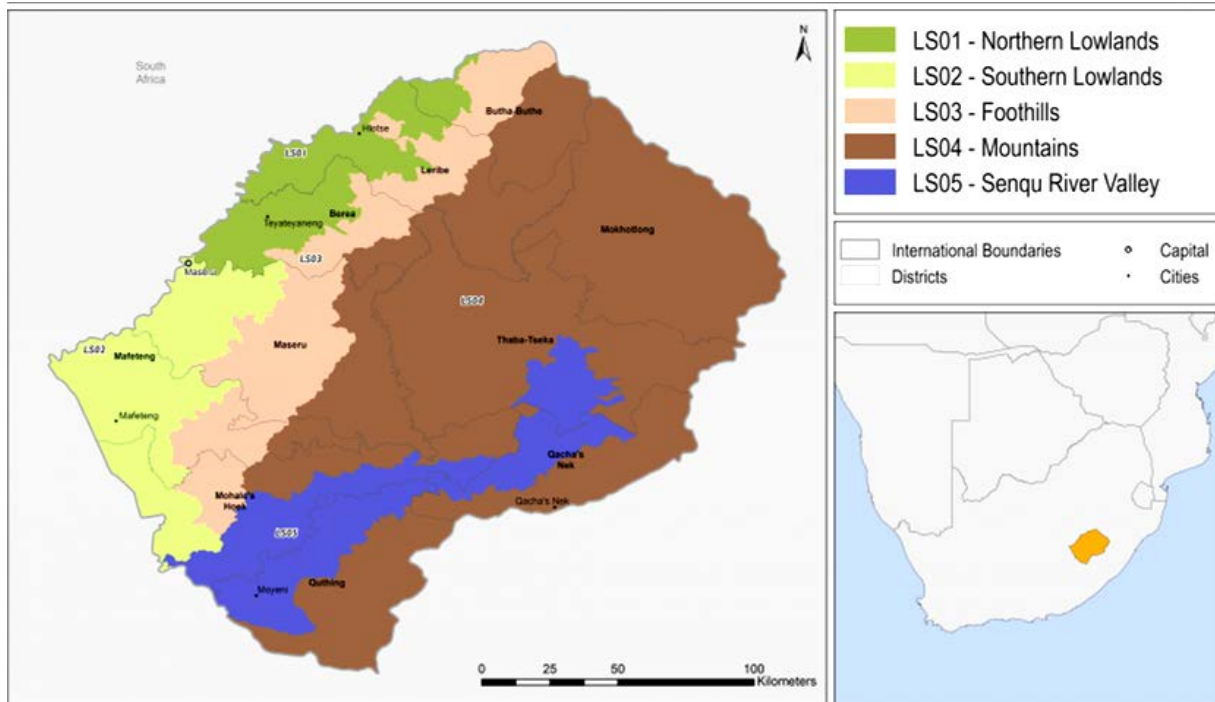 South
Africa
N
Butha-Buthe
Hlotse
LS01
Leribe
Berea
Teyateyaneng
Mokhotlong
LS03
Maseru
LS04
Maseru
Thaba-Tseka
LS02
Mafeteng
Mafeteng
Qacha's
Nek
Mohale's
Hoek
Qacha's Nek
LS05
Quthing
Moyeni
0 25 50 100
Kilometers
LS01 - Northern Lowlands
LS02 - Southern Lowlands
LS03 - Foothills
LS04 - Mountains
LS05 - Senqu River Valley
International Boundaries
Districts
Capital
Cities